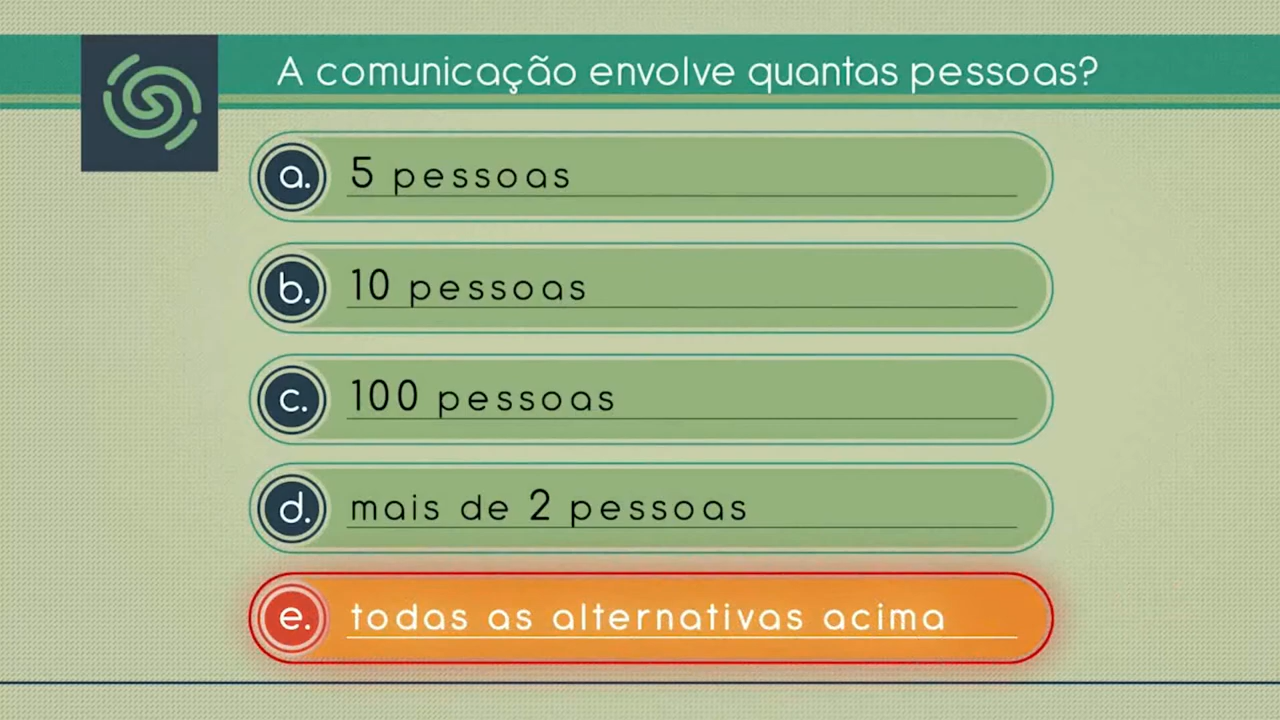 A comunicação envolve quantas pessoas?
a. 5 pessoas
b. 10 pessoas
c. 100 pessoas
d. mais de 2 pessoas
e. todas as alternativas acima